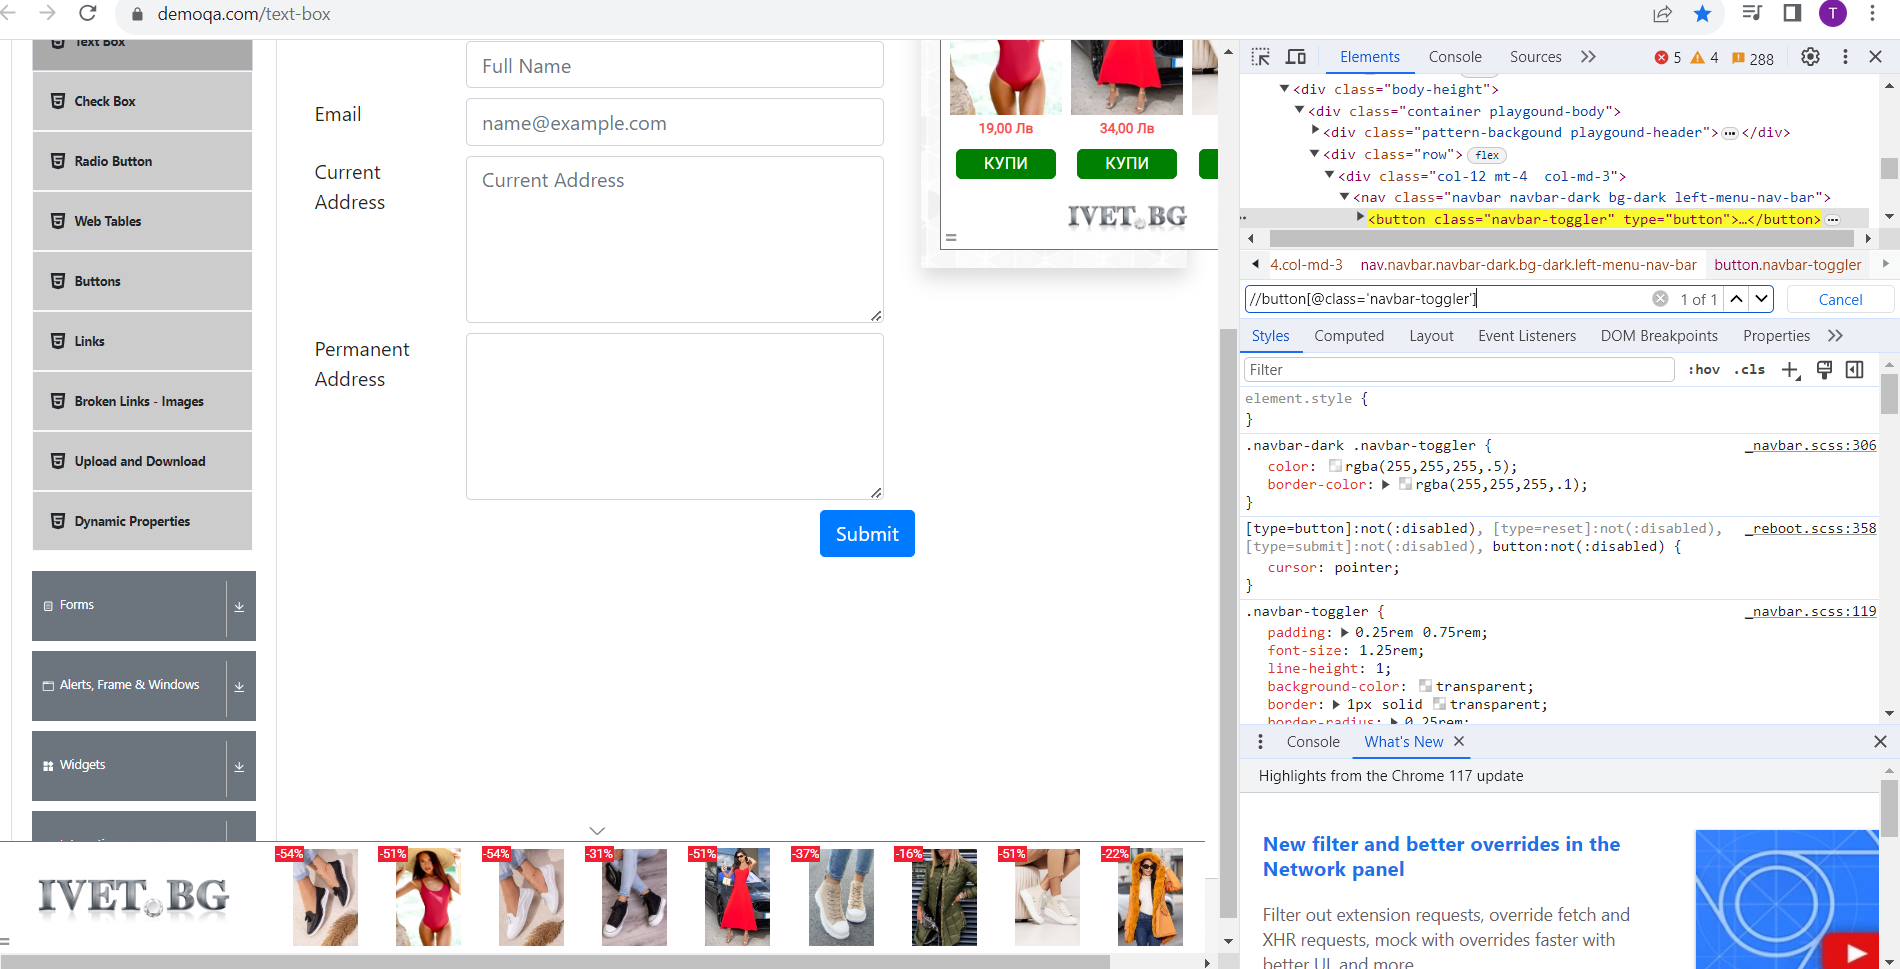 demoqa.com/text-box
T
Text Box
Check Box
Radio Button
Web Tables
Buttons
Links
Broken Links - Images
Upload and Download
Dynamic Properties
Forms
Alerts, Frame & Windows
Widgets
Full Name
Email
name@example.com
Current Address
Current Address
Permanent Address
Submit
19,00 Лв
34,00 Лв
КУПИ
КУПИ
IVET.BG
IVET.BG
-54%
-51%
-54%
-31%
-51%
-37%
-16%
-51%
-22%
Elements
Console
Sources
5
4
288
<div class="body-height">
<div class="container playgound-body">
<div class="pattern-backgound playgound-header">…</div>
<div class="row">
flex
<div class="col-12 mt-4  col-md-3">
<nav class="navbar navbar-dark bg-dark left-menu-nav-bar">
<button class="navbar-toggler" type="button">…</button>
4.col-md-3
nav.navbar.navbar-dark.bg-dark.left-menu-nav-bar
button.navbar-toggler
//button[@class='navbar-toggler']
1 of 1
Cancel
Styles
Computed
Layout
Event Listeners
DOM Breakpoints
Properties
Filter
:hov
.cls
element.style {
}
.navbar-dark .navbar-toggler {
_navbar.scss:306
color: rgba(255,255,255,.5);
border-color: rgba(255,255,255,.1);
}
[type=button]:not(:disabled), [type=reset]:not(:disabled),
_reboot.scss:358
[type=submit]:not(:disabled), button:not(:disabled) {
cursor: pointer;
}
.navbar-toggler {
_navbar.scss:119
padding: 0.25rem 0.75rem;
font-size: 1.25rem;
line-height: 1;
background-color: transparent;
border: 1px solid transparent;
border-radius: 0.25rem;
Console
What's New
Highlights from the Chrome 117 update
New filter and better overrides in the
Network panel
Filter out extension requests, override fetch and
XHR requests, mock with overrides faster with
better UI, and more